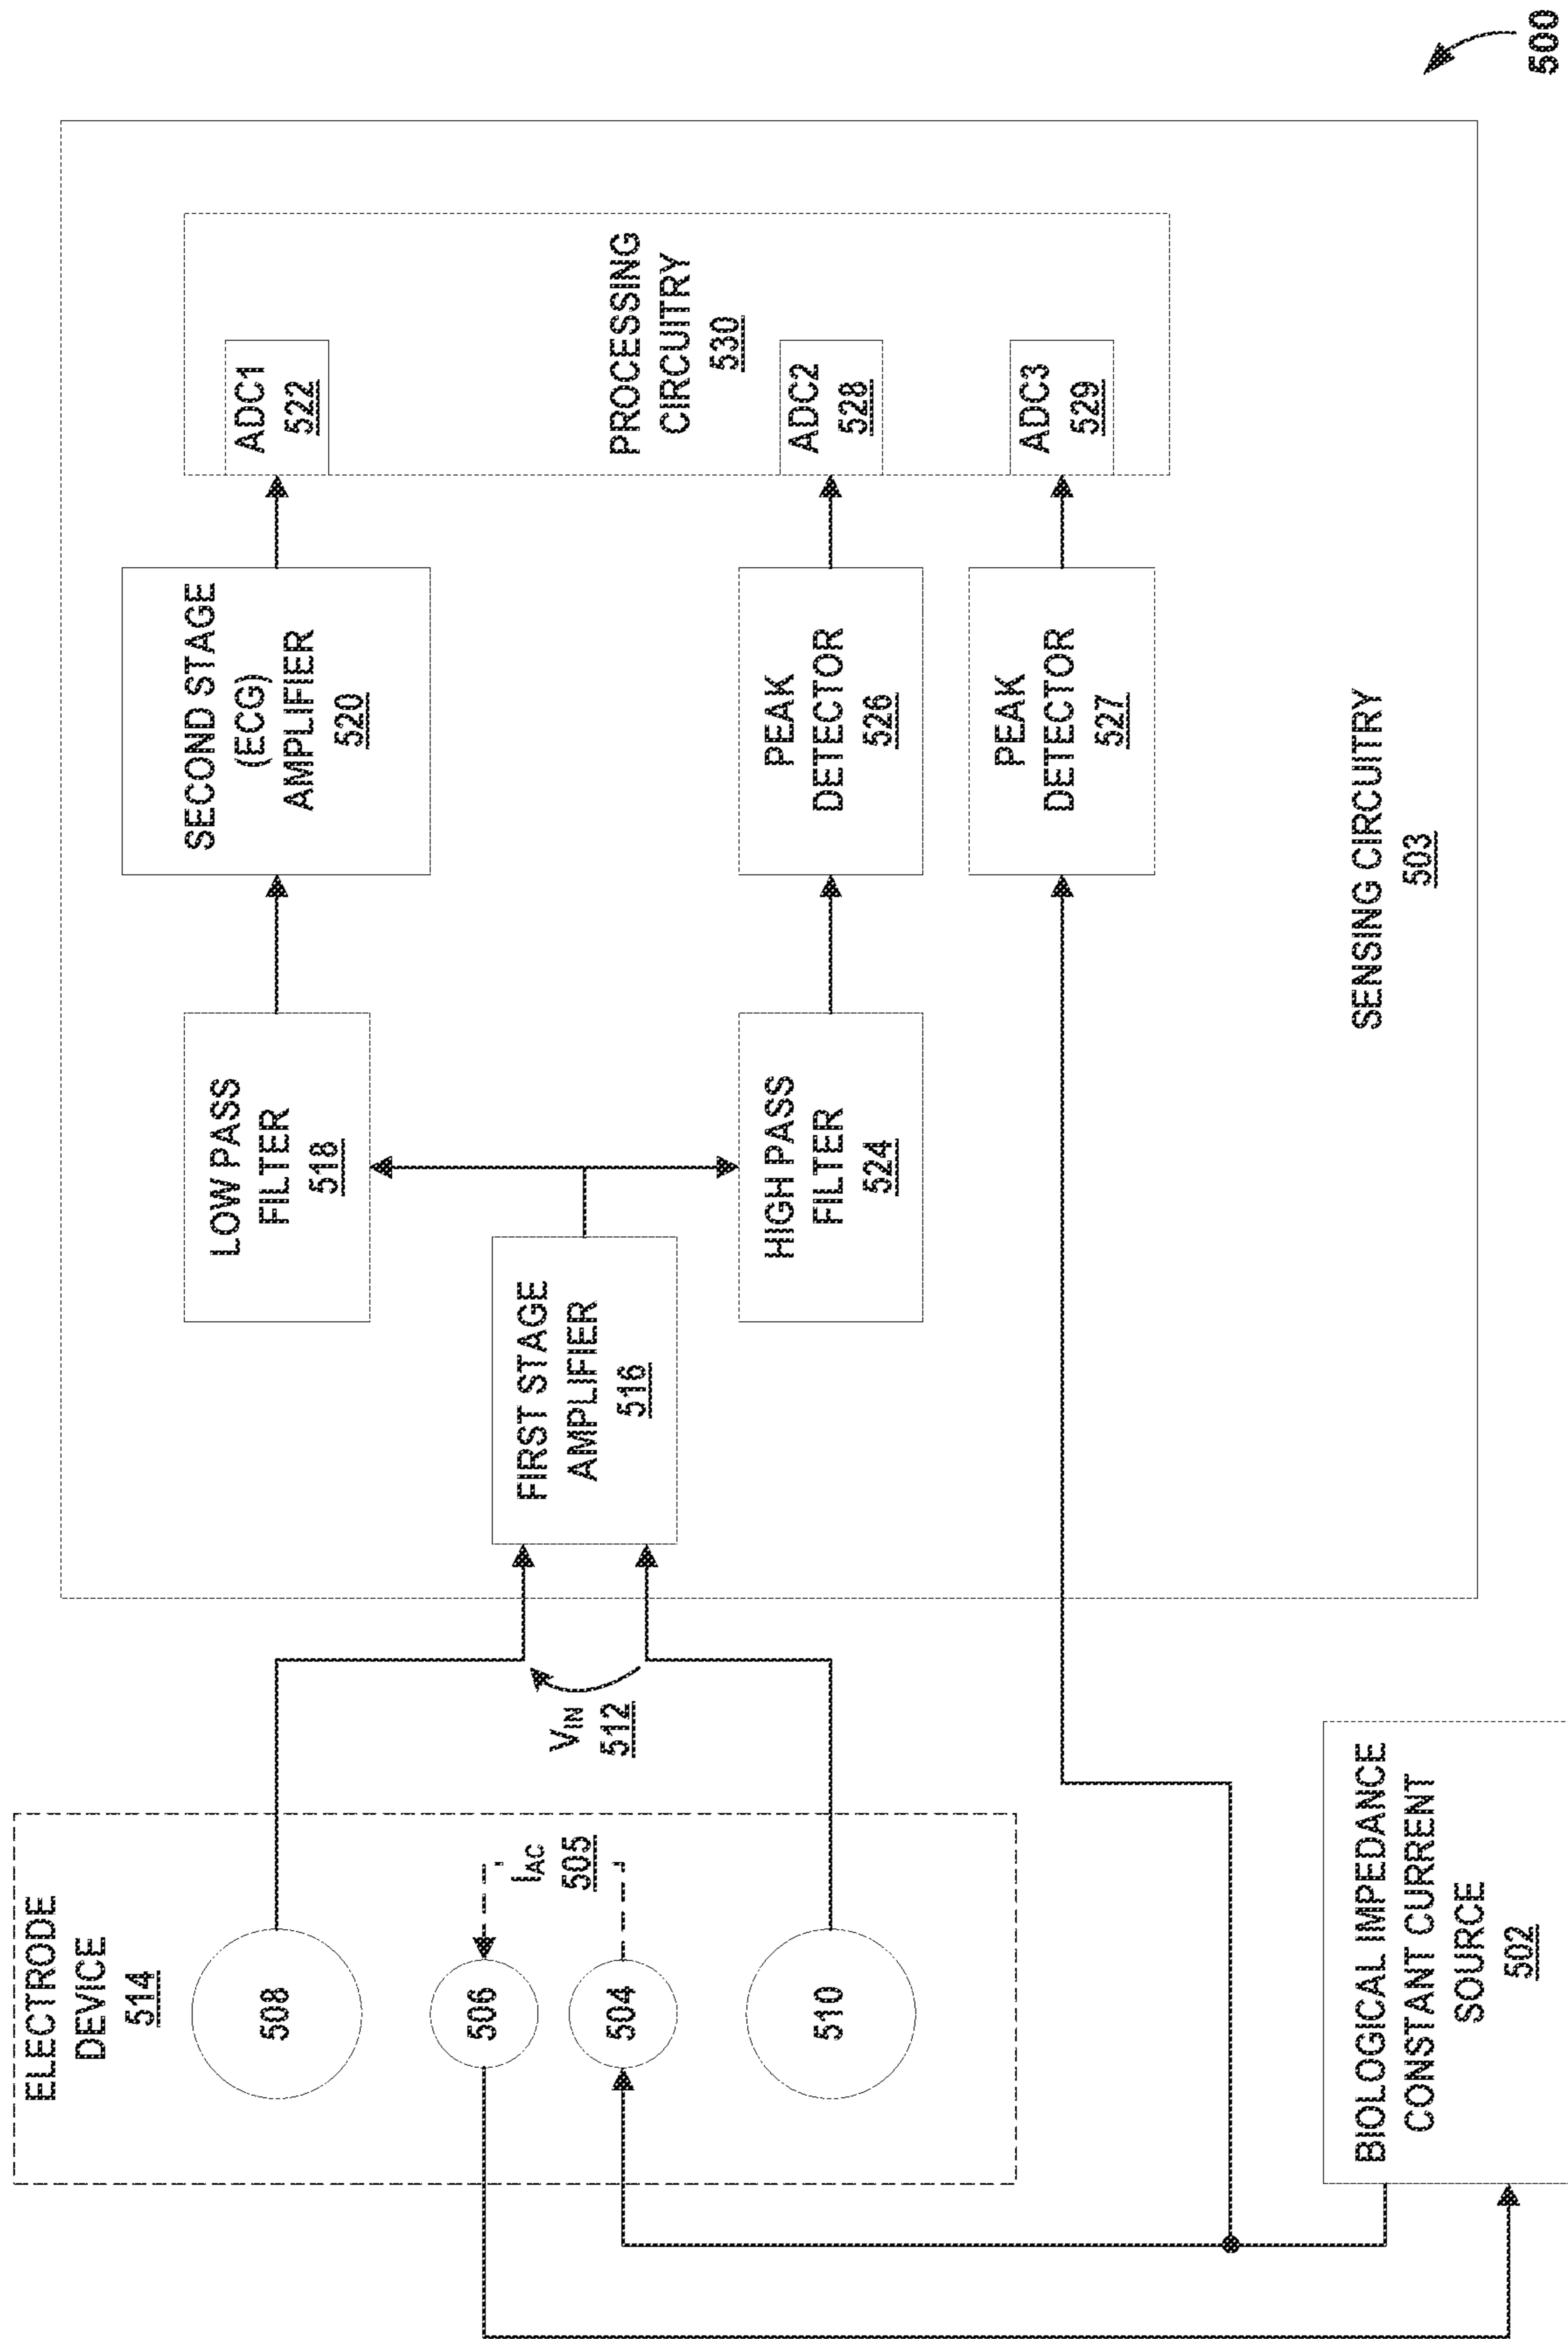 ELECTRODE
DEVICE
514
508
506
504
510
IAC
505
VIN
512
BIOLOGICAL IMPEDANCE
CONSTANT CURRENT
SOURCE
502
FIRST STAGE
AMPLIFIER
516
LOW PASS
FILTER
518
HIGH PASS
FILTER
524
SECOND STAGE
(ECG)
AMPLIFIER
520
PEAK
DETECTOR
526
PEAK
DETECTOR
527
ADC1
522
PROCESSING
CIRCUITRY
530
ADC2
528
ADC3
529
SENSING CIRCUITRY
503
500